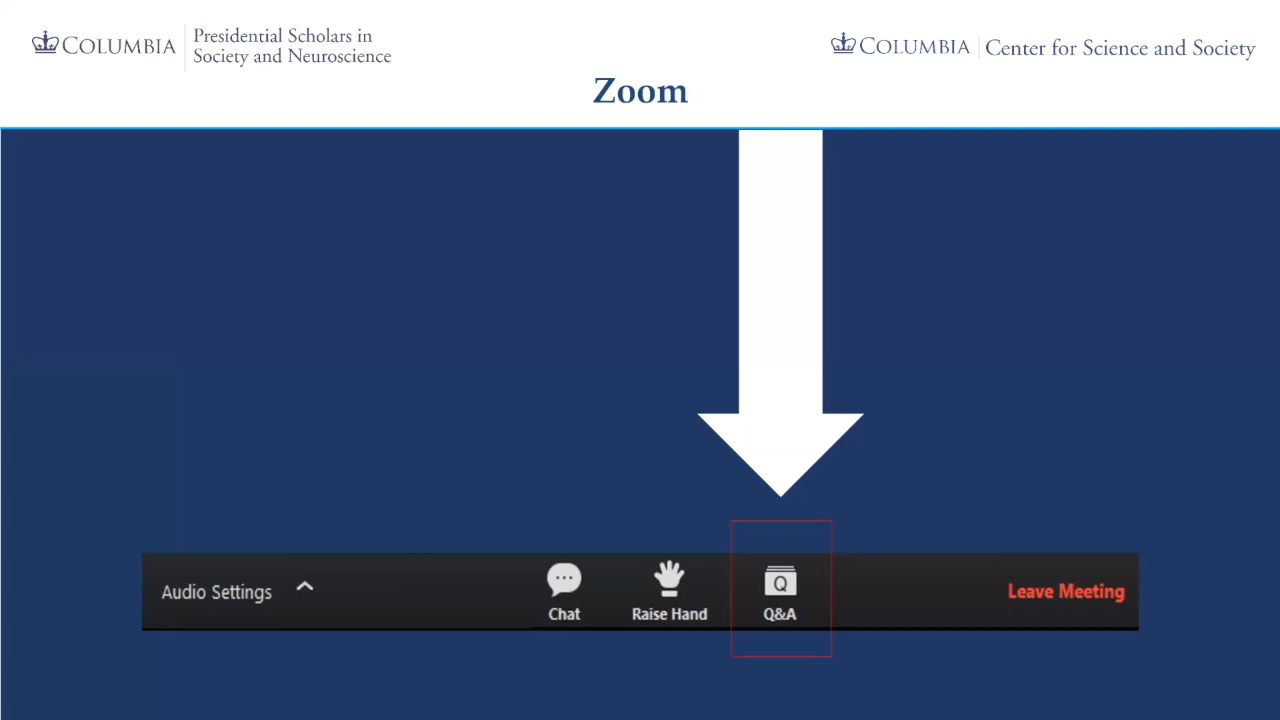 COLUMBIA
Presidential Scholars in
Society and Neuroscience
COLUMBIA
Center for Science and Society
Zoom
Audio Settings
Chat
Raise Hand
Q
Q&A
Leave Meeting